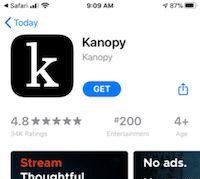 Safari 9:09 AM 87%
Today
k
Kanopy
Kanopy
GET
4.8 #200 4+
34K Ratings Entertainment Age
Stream No ads.
Thoughtful